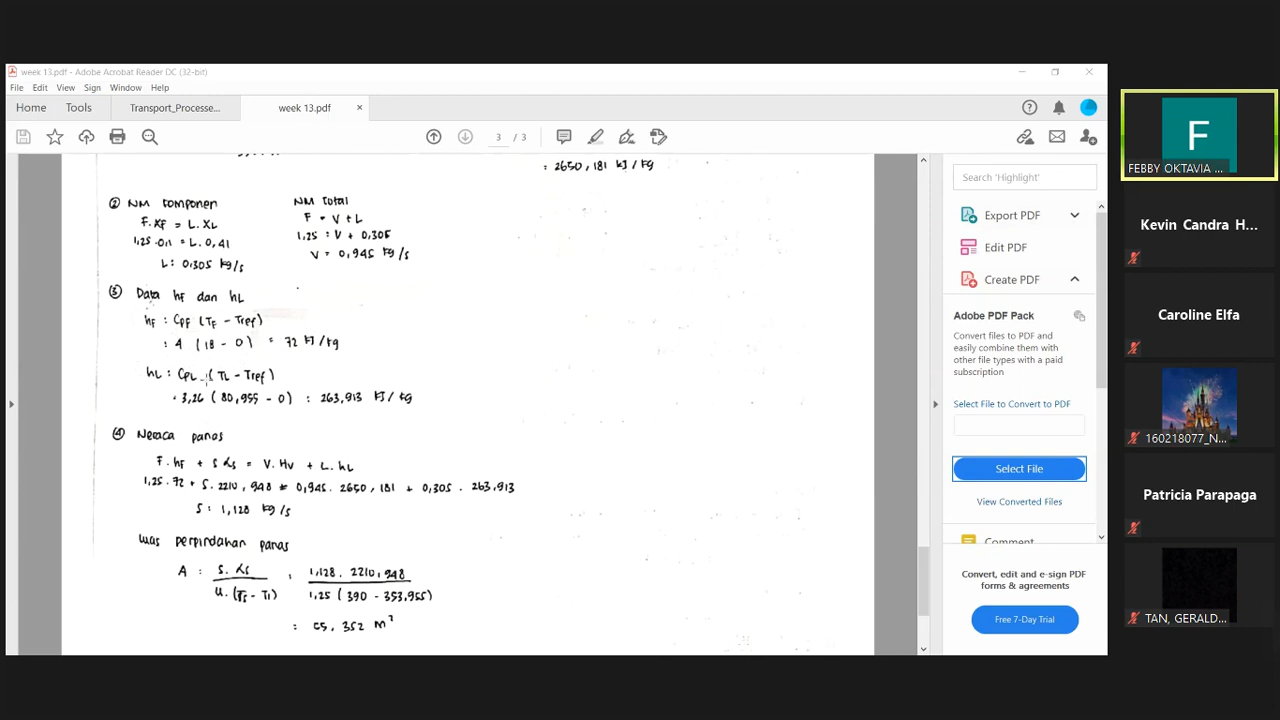 week 13.pdf - Adobe Acrobat Reader DC (32-bit)
File Edit View Sign Window Help
Home Tools Transport_Processe... week 13.pdf ×
3 / 3
: 2650,181 kJ/kg
② NM komponen
F.XF = L.XL
1,25.0,1 = L.0,41
L : 0,305 kg/s
NM total
F = V + L
1,25 : V + 0,305
V = 0,945 kg/s
③ Data hF dan hL
hF : CpF (TF - Tref)
: 4 (18 - 0) = 72 kJ/kg
hL : CpL (TL - Tref)
: 3,26 (80,955 - 0) : 263,913 kJ/kg
④ Neraca panas
F.hF + S λs = V.Hv + L.hL
1,25.72 + S.2210,948 = 0,945.2650,181 + 0,305.263,913
S : 1,128 kg/s
Luas perpindahan panas
A : S.λs / U.(Ts - T1) : 1,128.2210,948 / 1,25 (390 - 353,955)
: 55,352 m²
Search 'Highlight'
Export PDF
Edit PDF
Create PDF
Adobe PDF Pack
Convert files to PDF and
easily combine them with
other file types with a paid
subscription
Select File to Convert to PDF
Select File
View Converted Files
Comment
Convert, edit and e-sign PDF
forms & agreements
Free 7-Day Trial
F
FEBBY OKTAVIA ...
Kevin Candra H...
Caroline Elfa
160218077_N...
Patricia Parapaga
TAN, GERALD...